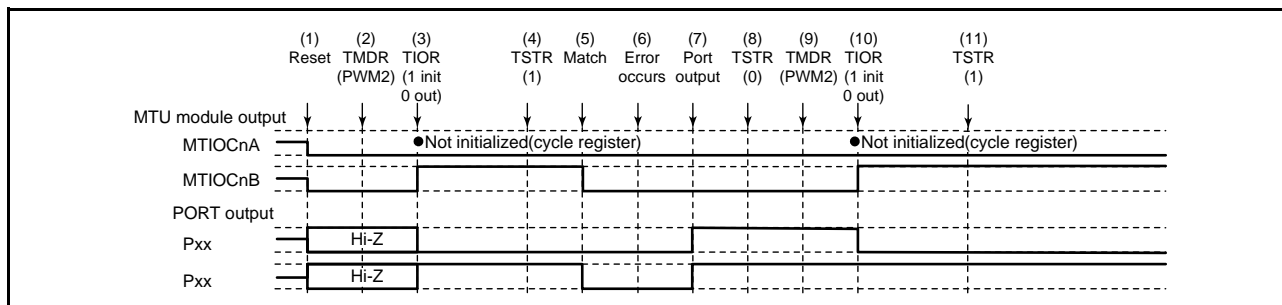 (1) (2) (3) (4) (5) (6) (7) (8) (9) (10) (11)
Reset TMDR TIOR TSTR Match Error Port TSTR TMDR TIOR TSTR
(PWM2) (1 init (1) occurs output (0) (PWM2) (1 init (1)
0 out) 0 out)
MTU module output
MTIOCnA ●Not initialized(cycle register) ●Not initialized(cycle register)
MTIOCnB
PORT output
Pxx Hi-Z
Pxx Hi-Z